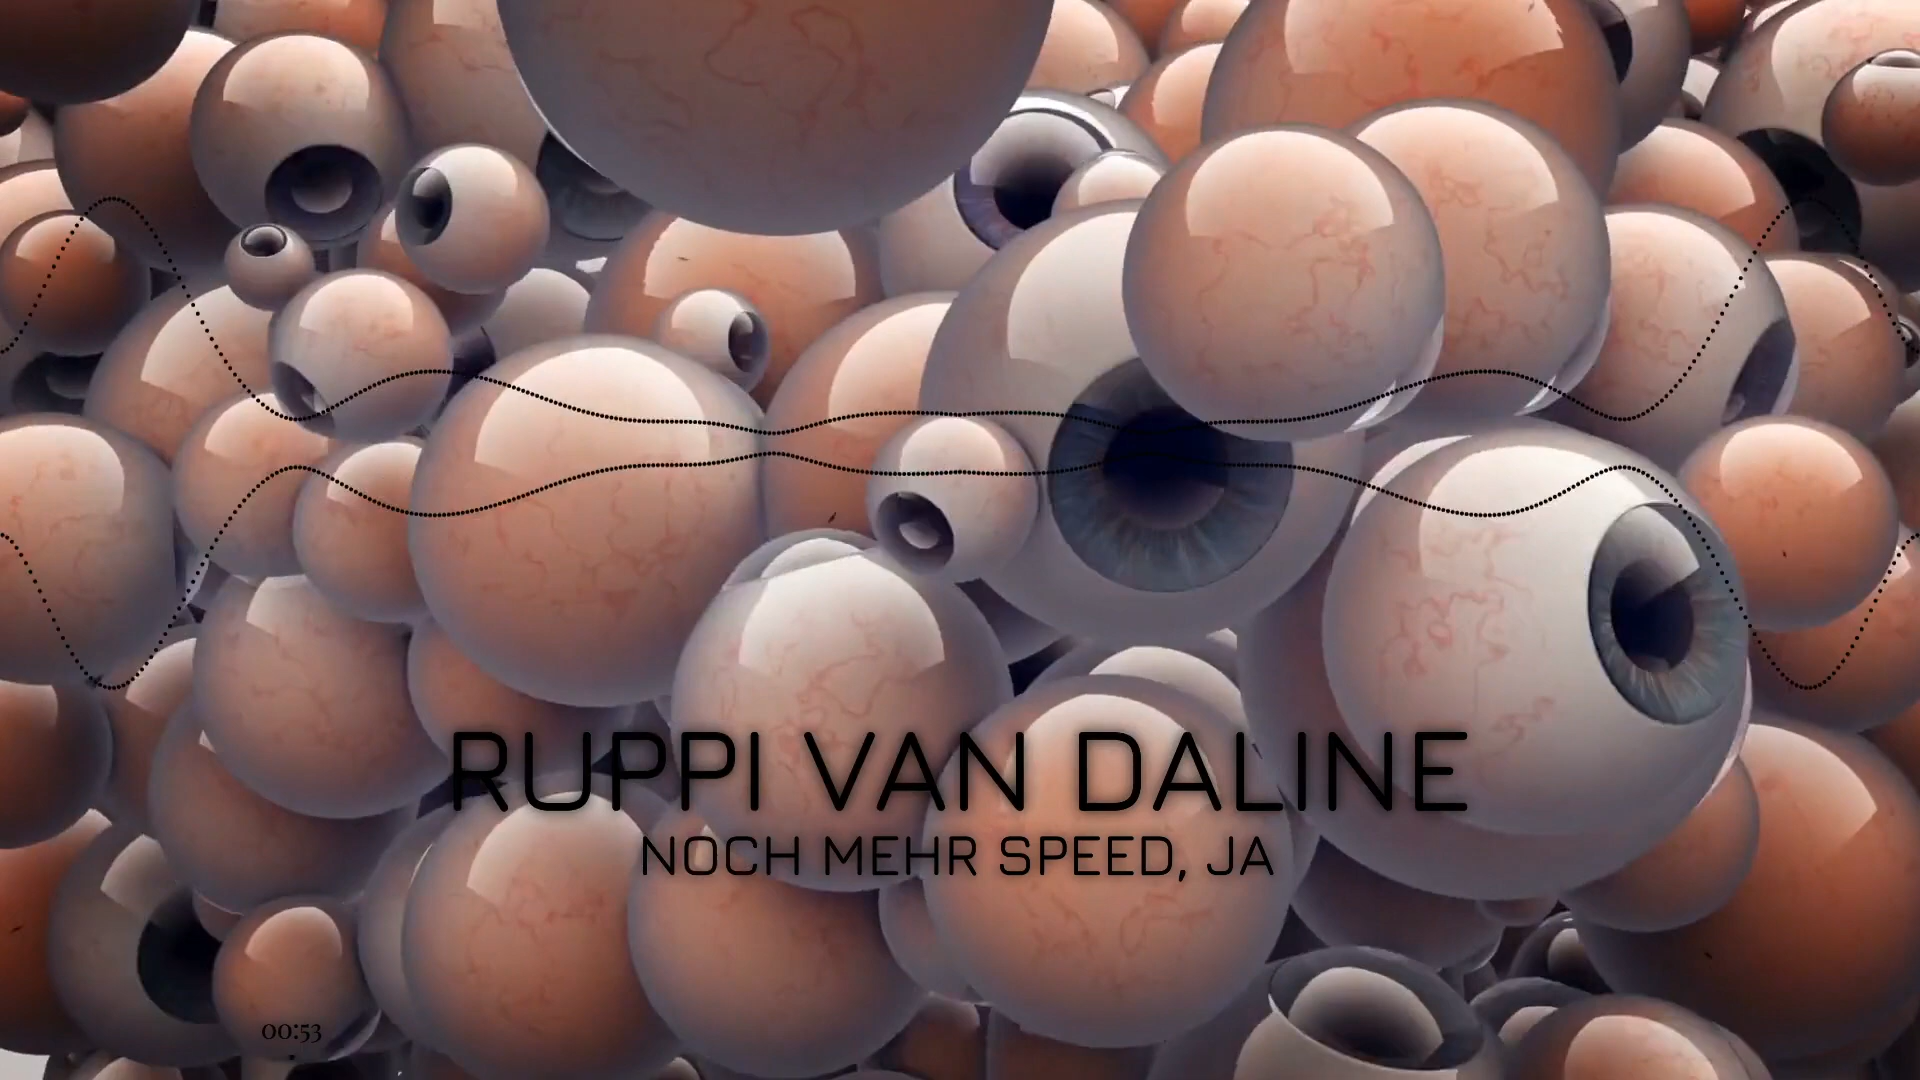 RUPPI VAN DALINE
NOCH MEHR SPEED, JA
00:53